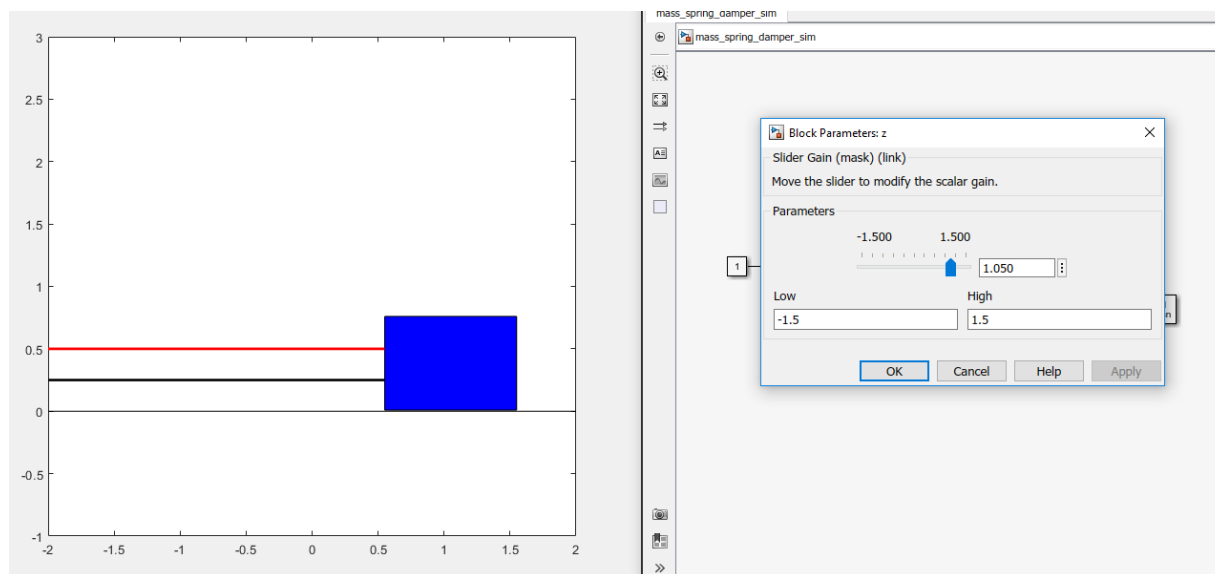 3
2.5
2
1.5
1
0.5
0
-0.5
-1
-2
-1.5
-1
-0.5
0
0.5
1
1.5
2
mass_spring_damper_sim
mass_spring_damper_sim
1
n
Block Parameters: z
Slider Gain (mask) (link)
Move the slider to modify the scalar gain.
Parameters
-1.500 1.500
1.050
Low High
-1.5 1.5
OK Cancel Help Apply